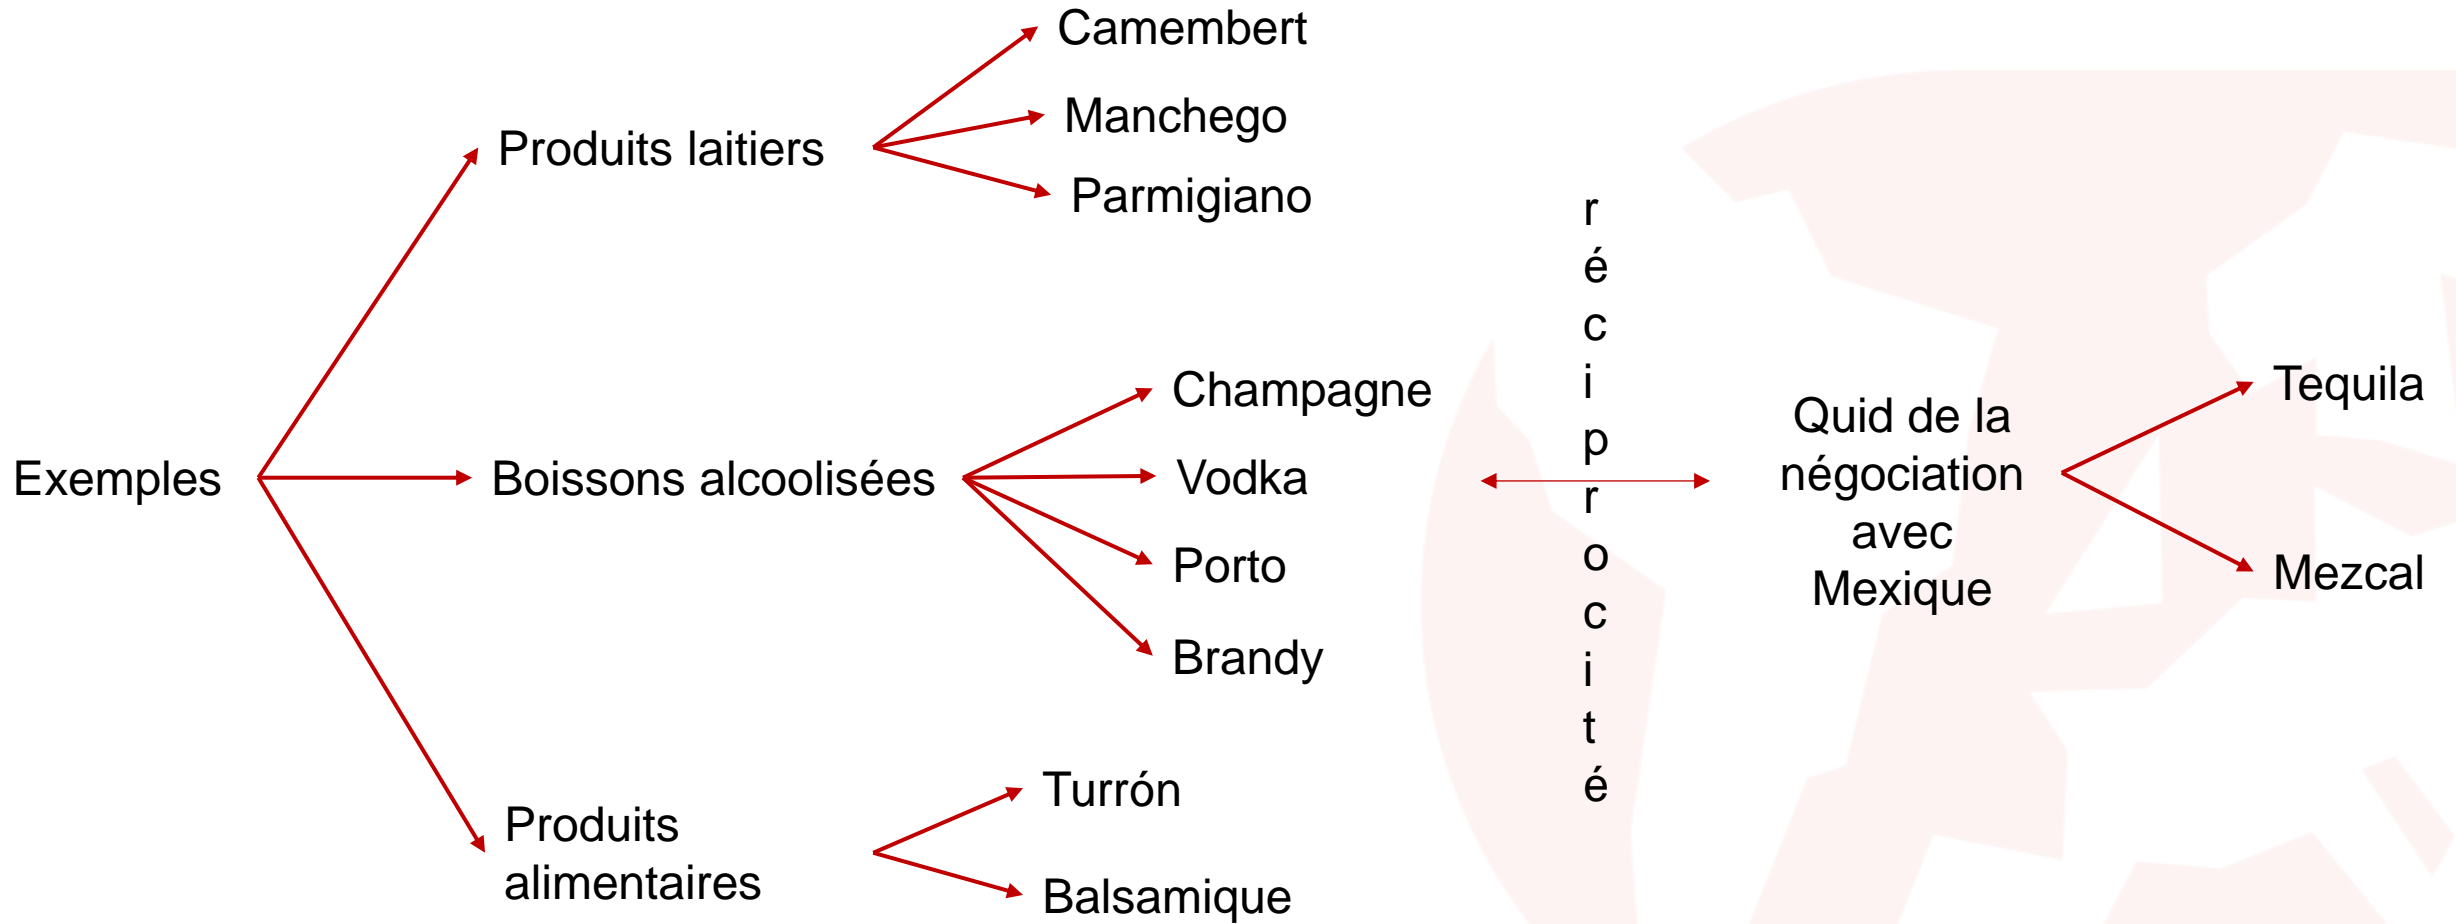 Exemples
Produits laitiers
Camembert
Manchego
Parmigiano
Boissons alcoolisées
Champagne
Vodka
Porto
Brandy
Produits
alimentaires
Turrón
Balsamique
r
é
c
i
p
r
o
c
i
t
é
Quid de la
négociation
avec
Mexique
Tequila
Mezcal